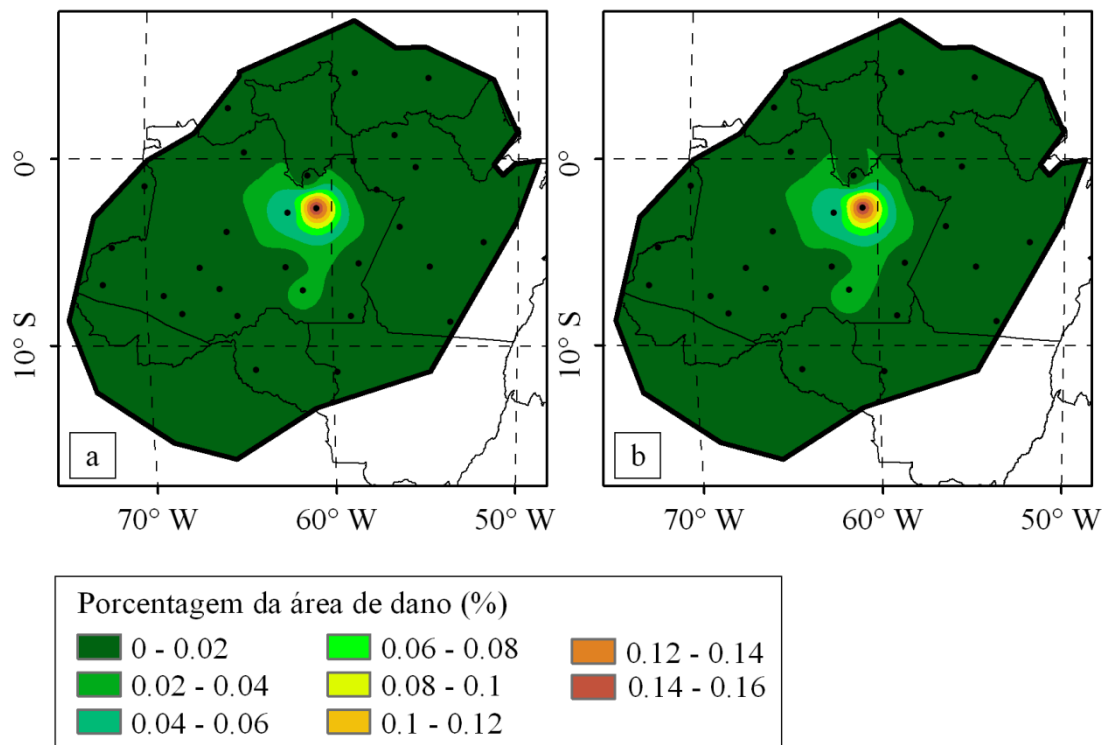 0°
10° S
a
70° W
60° W
50° W
0°
10° S
b
70° W
60° W
50° W
Porcentagem da área de dano (%)
0 - 0.02
0.02 - 0.04
0.04 - 0.06
0.06 - 0.08
0.08 - 0.1
0.1 - 0.12
0.12 - 0.14
0.14 - 0.16